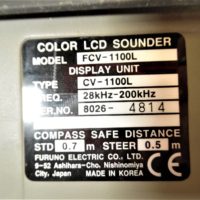 COLOR LCD SOUNDER
MODEL FCV-1100L
DISPLAY UNIT
TYPE CV-1100L
FREQ. 28kHz-200kHz
SER.NO. 8026-4814
COMPASS SAFE DISTANCE
STD 0.7 m STEER 0.5 m
FURUNO ELECTRIC CO., LTD.
9-52 Ashihara-Cho, Nishinomiya
City, Japan MADE IN KOREA